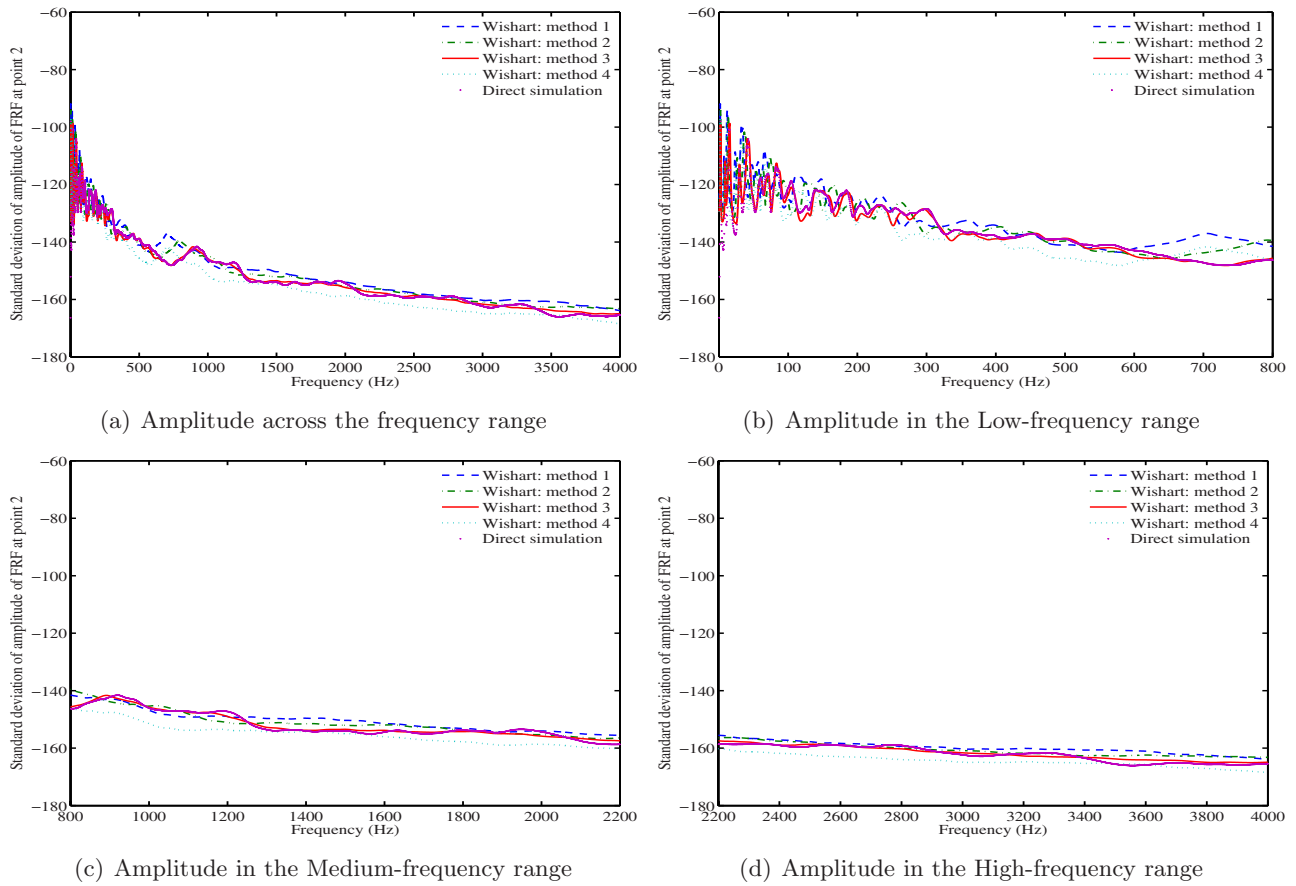 −60
−80
−100
−120
−140
−160
−180
0 500 1000 1500 2000 2500 3000 3500 4000
Frequency (Hz)
Standard deviation of amplitude of FRF at point 2
Wishart: method 1
Wishart: method 2
Wishart: method 3
Wishart: method 4
Direct simulation
(a) Amplitude across the frequency range
−60
−80
−100
−120
−140
−160
−180
0 100 200 300 400 500 600 700 800
Frequency (Hz)
Standard deviation of amplitude of FRF at point 2
Wishart: method 1
Wishart: method 2
Wishart: method 3
Wishart: method 4
Direct simulation
(b) Amplitude in the Low-frequency range
−60
−80
−100
−120
−140
−160
−180
800 1000 1200 1400 1600 1800 2000 2200
Frequency (Hz)
Standard deviation of amplitude of FRF at point 2
Wishart: method 1
Wishart: method 2
Wishart: method 3
Wishart: method 4
Direct simulation
(c) Amplitude in the Medium-frequency range
−60
−80
−100
−120
−140
−160
−180
2200 2400 2600 2800 3000 3200 3400 3600 3800 4000
Frequency (Hz)
Standard deviation of amplitude of FRF at point 2
Wishart: method 1
Wishart: method 2
Wishart: method 3
Wishart: method 4
Direct simulation
(d) Amplitude in the High-frequency range